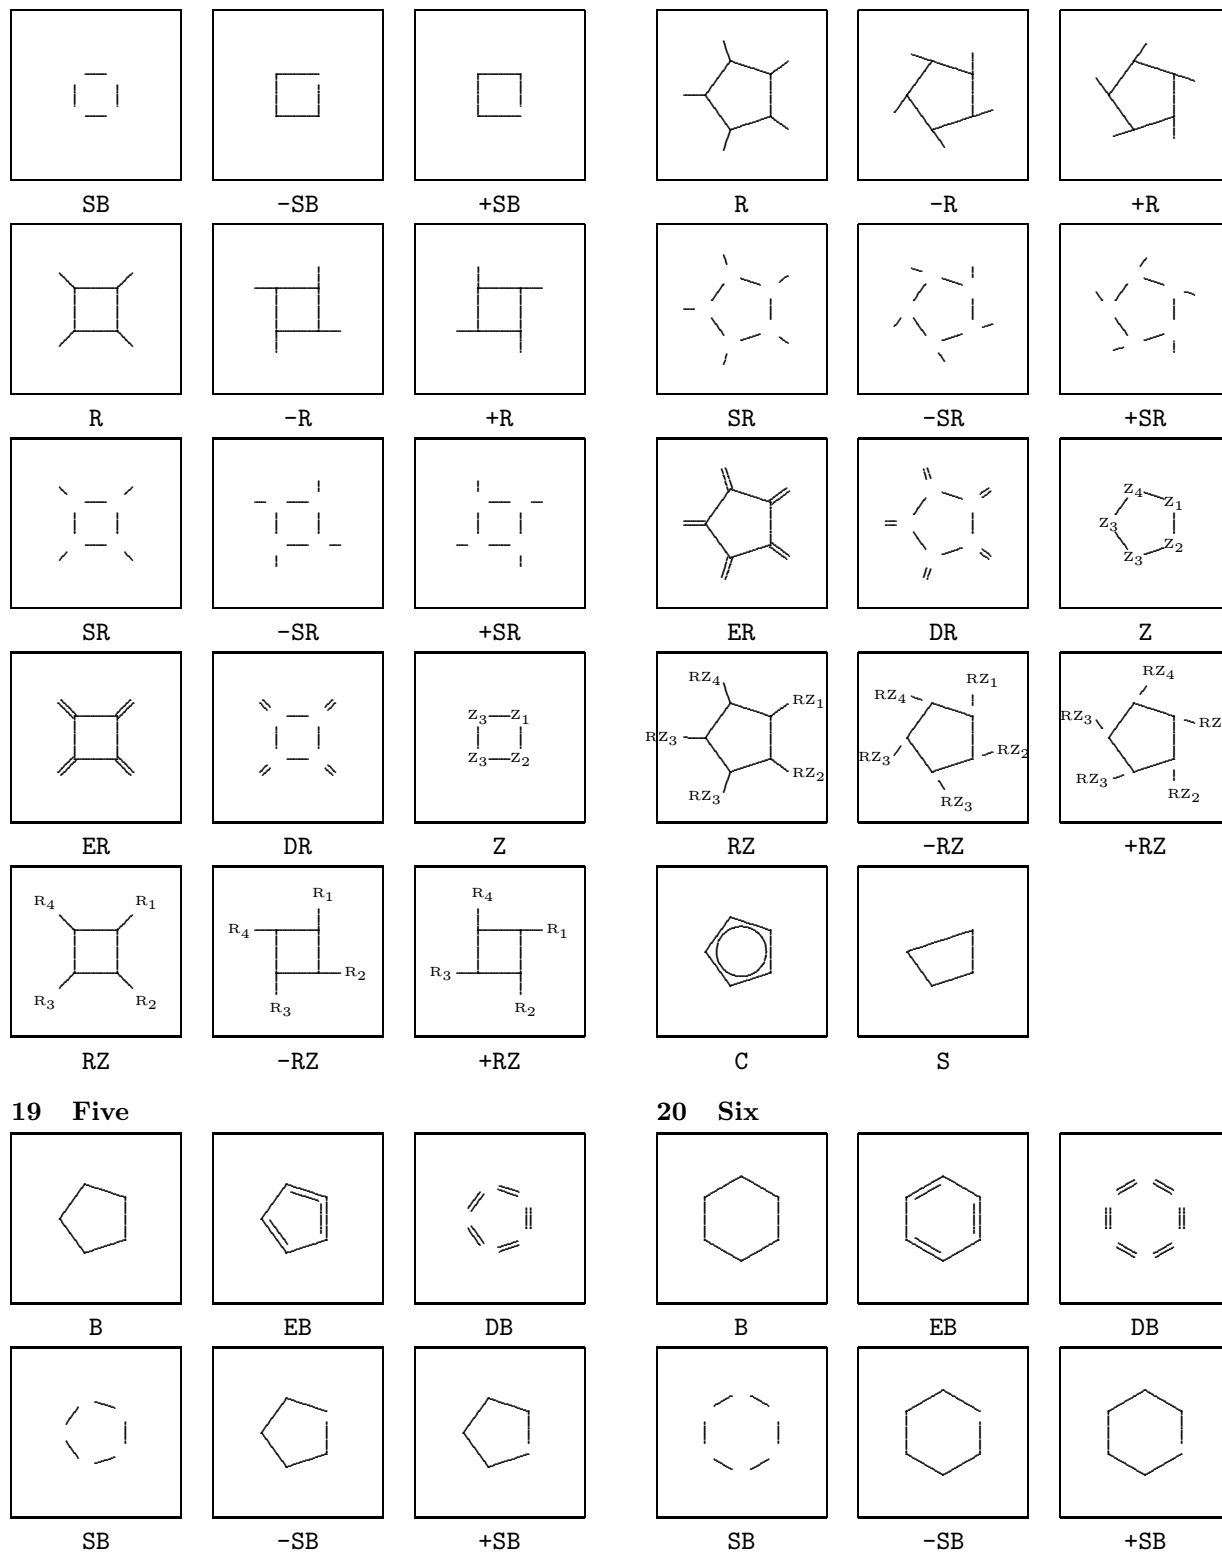 SB -SB +SB
R -R +R
SR -SR +SR
ER DR Z
Z3 Z1
Z3 Z2
R4 R1
R3 R2
R1
R4
R2
R3
R4
R1
R3
R2
RZ -RZ +RZ
19 Five
B EB DB
SB -SB +SB
R -R +R
SR -SR +SR
Z4
Z1
Z3
Z2
Z3
ER DR Z
RZ4
RZ1
RZ3
RZ2
RZ3
RZ1
RZ4
RZ2
RZ3
RZ3
RZ4
RZ3
RZ
RZ3
RZ2
RZ -RZ +RZ
C S
20 Six
B EB DB
SB -SB +SB